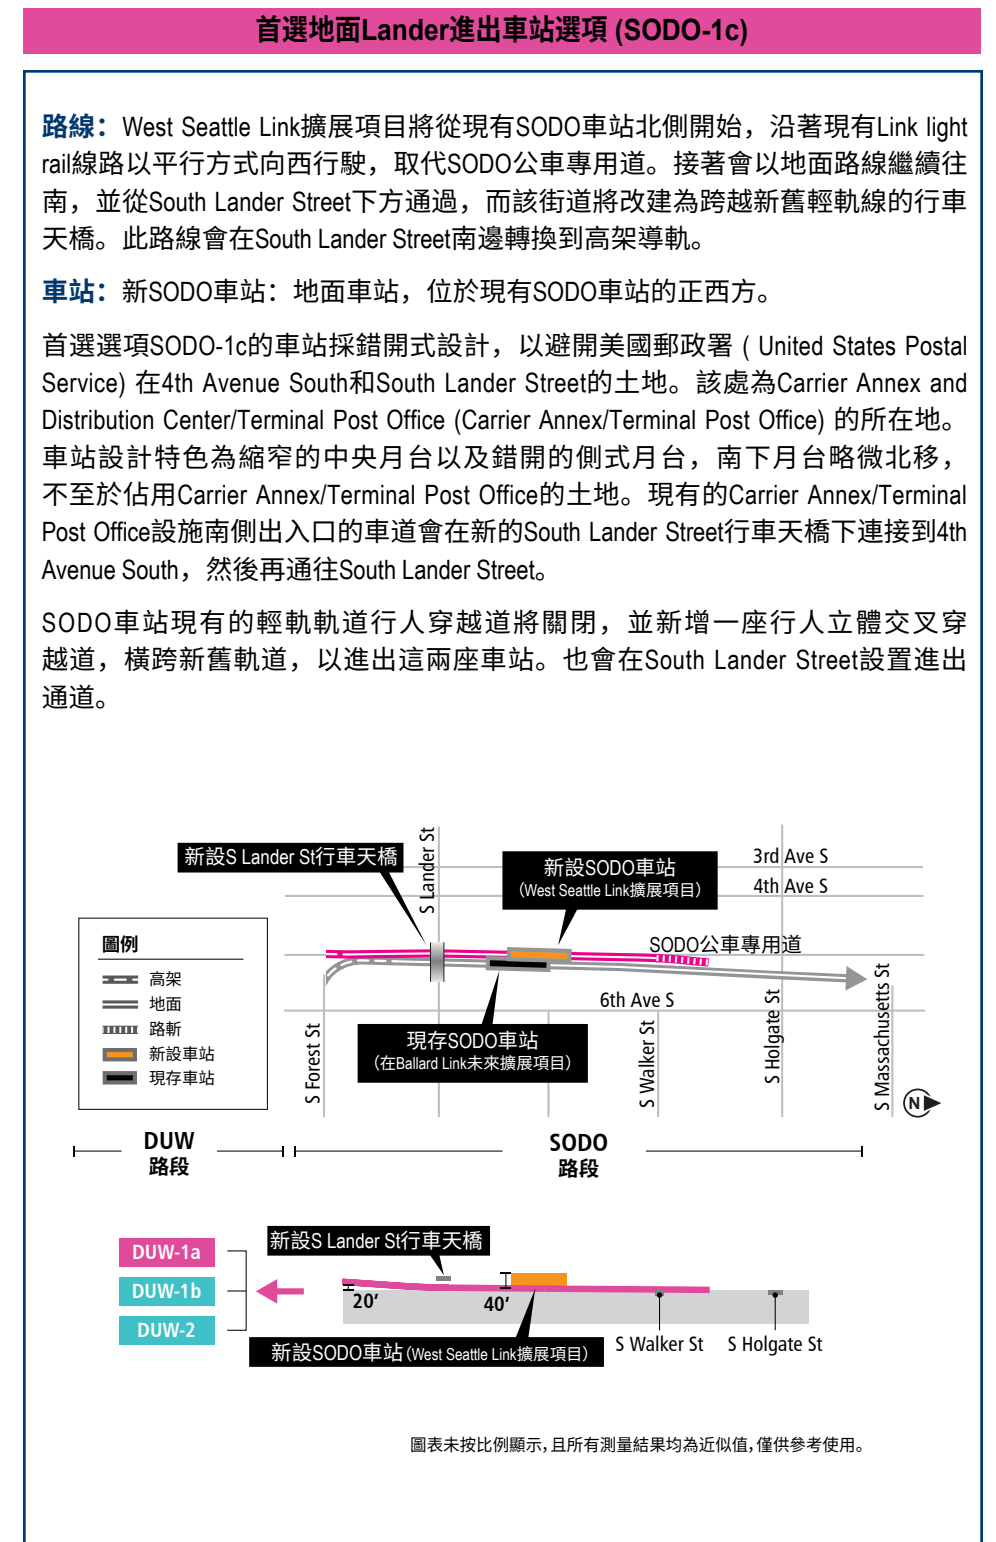 首選地面Lander進出車站選項 (SODO-1c)
路線：West Seattle Link擴展項目將從現有SODO車站北側開始，沿著現有Link light
rail線路以平行方式向西行駛，取代SODO公車專用道。接著會以地面路線繼續往
南，並從South Lander Street下方通過，而該街道將改建為跨越新舊輕軌線的行車
天橋。此路線會在South Lander Street南邊轉換到高架導軌。
車站：新SODO車站：地面車站，位於現有SODO車站的正西方。
首選選項SODO-1c的車站採錯開式設計，以避開美國郵政署 ( United States Postal
Service) 在4th Avenue South和South Lander Street的土地。該處為Carrier Annex and
Distribution Center/Terminal Post Office (Carrier Annex/Terminal Post Office) 的所在地。
車站設計特色為縮窄的中央月台以及錯開的側式月台，南下月台略微北移，
不至於佔用Carrier Annex/Terminal Post Office的土地。現有的Carrier Annex/Terminal
Post Office設施南側出入口的車道會在新的South Lander Street行車天橋下連接到4th
Avenue South，然後再通往South Lander Street。
SODO車站現有的輕軌軌道行人穿越道將關閉，並新增一座行人立體交叉穿
越道，橫跨新舊軌道，以進出這兩座車站。也會在South Lander Street設置進出
通道。
新設S Lander St行車天橋
S Lander St
新設SODO車站
（West Seattle Link擴展項目）
3rd Ave S
4th Ave S
SODO公車專用道
圖例
高架
地面
路斬
新設車站
現存車站
6th Ave S
現存SODO車站
（在Ballard Link未來擴展項目）
S Forest St
S Walker St
S Holgate St
S Massachusetts St
N
DUW
路段
SODO
路段
新設S Lander St行車天橋
DUW-1a
DUW-1b
DUW-2
20’
40’
新設SODO車站（West Seattle Link擴展項目）
S Walker St
S Holgate St
圖表未按比例顯示，且所有測量結果均為近似值，僅供參考使用。